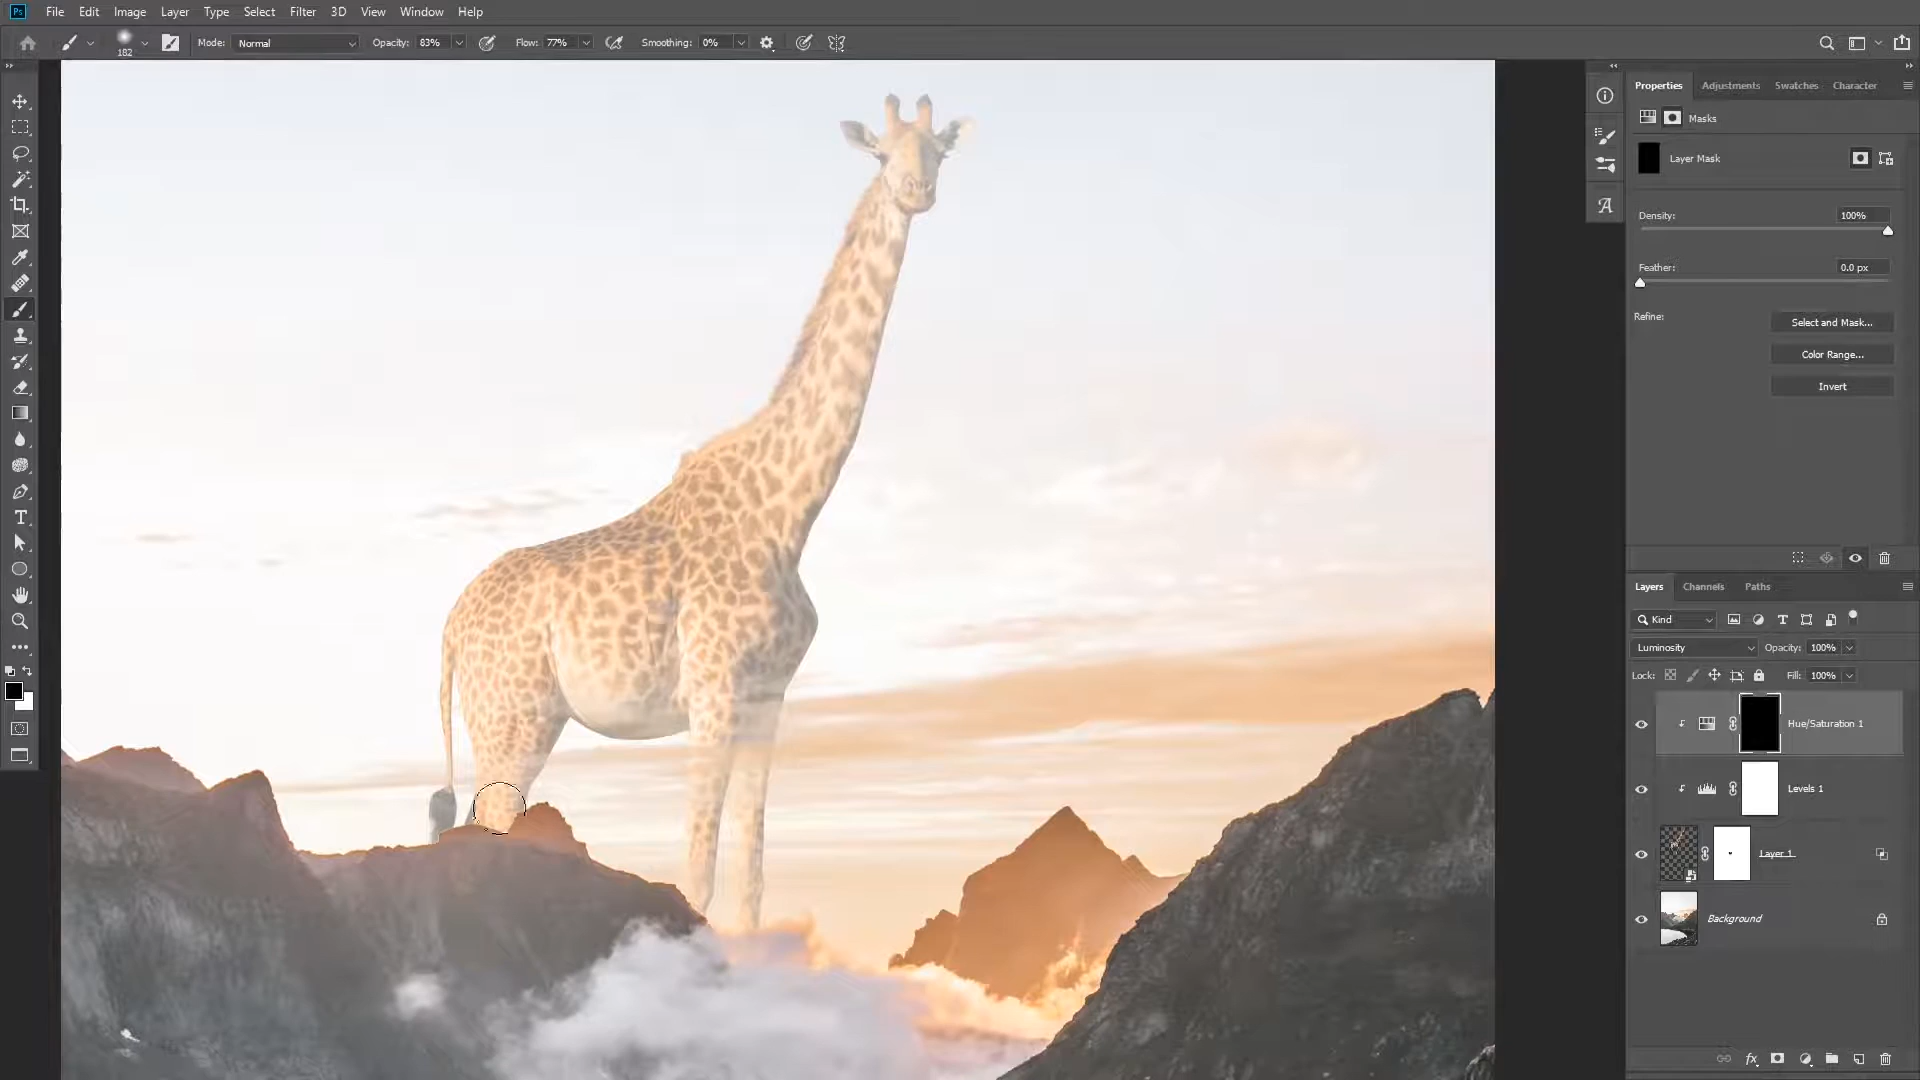 Ps File Edit Image Layer Type Select Filter 3D View Window Help
182 Mode: Normal Opacity: 83% Flow: 77% Smoothing: 0%
Properties Adjustments Swatches Character
Masks
Layer Mask
Density: 100%
Feather: 0.0 px
Refine:
Select and Mask...
Color Range...
Invert
Layers Channels Paths
Kind
Luminosity Opacity: 100%
Lock: Fill: 100%
Hue/Saturation 1
Levels 1
Layer 1
Background